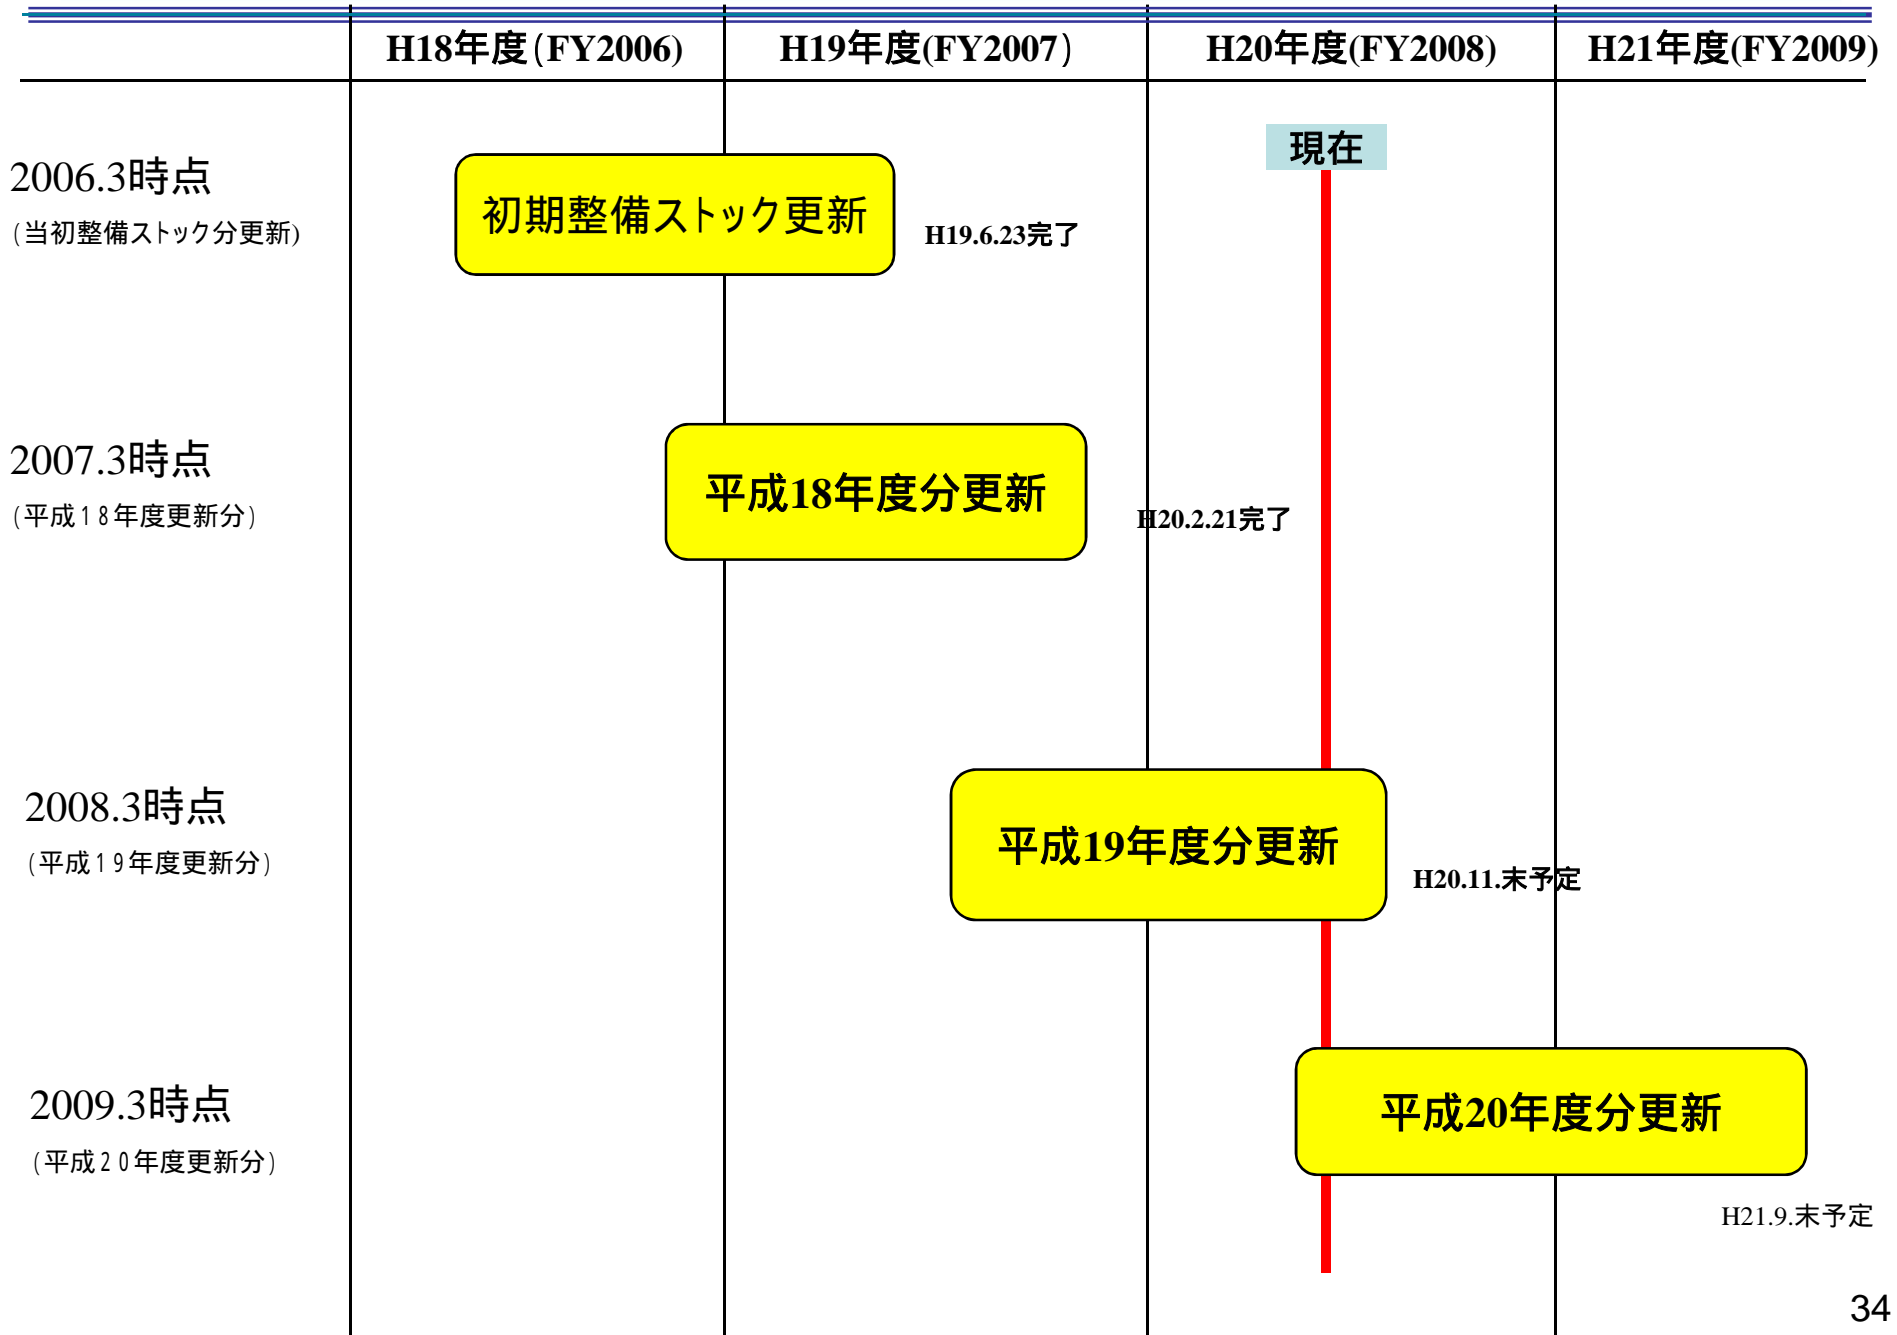 H18年度(FY2006) H19年度(FY2007) H20年度(FY2008) H21年度(FY2009)
現在
2006.3時点
(当初整備ストック分更新)
初期整備ストック更新
H19.6.23完了
2007.3時点
(平成18年度更新分)
平成18年度分更新
H20.2.21完了
2008.3時点
(平成19年度更新分)
平成19年度分更新
H20.11.末予定
2009.3時点
(平成20年度更新分)
平成20年度分更新
H21.9.末予定
34